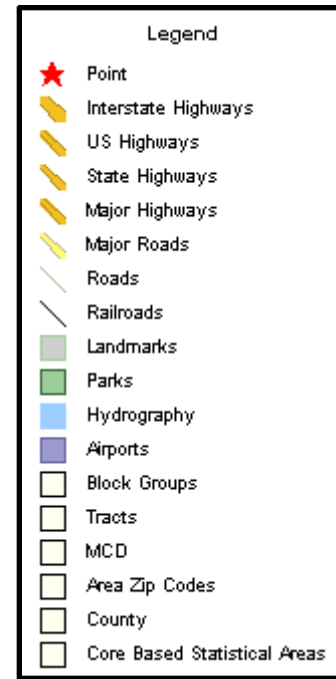 Legend
Point
Interstate Highways
US Highways
State Highways
Major Highways
Major Roads
Roads
Railroads
Landmarks
Parks
Hydrography
Airports
Block Groups
Tracts
MCD
Area Zip Codes
County
Core Based Statistical Areas